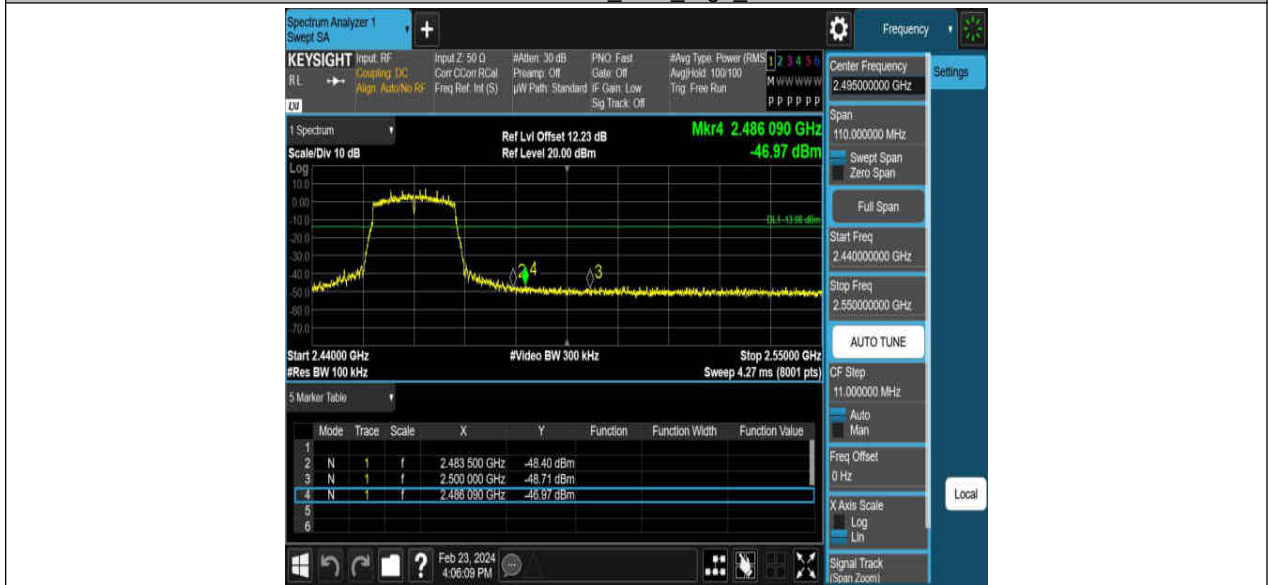 Spectrum Analyzer 1
Swept SA
+
Frequency
KEYSIGHT
RL
LXI
Input: RF
Coupling: DC
Align: Auto/No RF
Input Z: 50 Ω
Corr CCorr RCal
Freq Ref: Int (S)
#Atten: 30 dB
Preamp: Off
µW Path: Standard
PNO: Fast
Gate: Off
IF Gain: Low
Sig Track: Off
#Avg Type: Power (RMS
Avg|Hold: 100/100
Trig: Free Run
1 2 3 4 5 6
M W W W W W
P P P P P P
Center Frequency
2.495000000 GHz
Settings
1 Spectrum
Scale/Div 10 dB
Ref Lvl Offset 12.23 dB
Ref Level 20.00 dBm
Mkr4 2.486 090 GHz
-46.97 dBm
Span
110.000000 MHz
Swept Span
Zero Span
Full Span
Log
10.0
0.00
-10.0
-20.0
-30.0
-40.0
-50.0
-60.0
-70.0
DL1 -13.98 dBm
2 4
3
Start Freq
2.440000000 GHz
Stop Freq
2.550000000 GHz
AUTO TUNE
Start 2.44000 GHz
#Res BW 100 kHz
#Video BW 300 kHz
Stop 2.55000 GHz
Sweep 4.27 ms (8001 pts)
CF Step
11.000000 MHz
Auto
Man
5 Marker Table
Mode Trace Scale X Y Function Function Width Function Value
1
2 N 1 f 2.483 500 GHz -48.40 dBm
3 N 1 f 2.500 000 GHz -48.71 dBm
4 N 1 f 2.486 090 GHz -46.97 dBm
5
6
Freq Offset
0 Hz
X Axis Scale
Log
Lin
Local
Signal Track
(Span Zoom)
?
Feb 23, 2024
4:06:09 PM